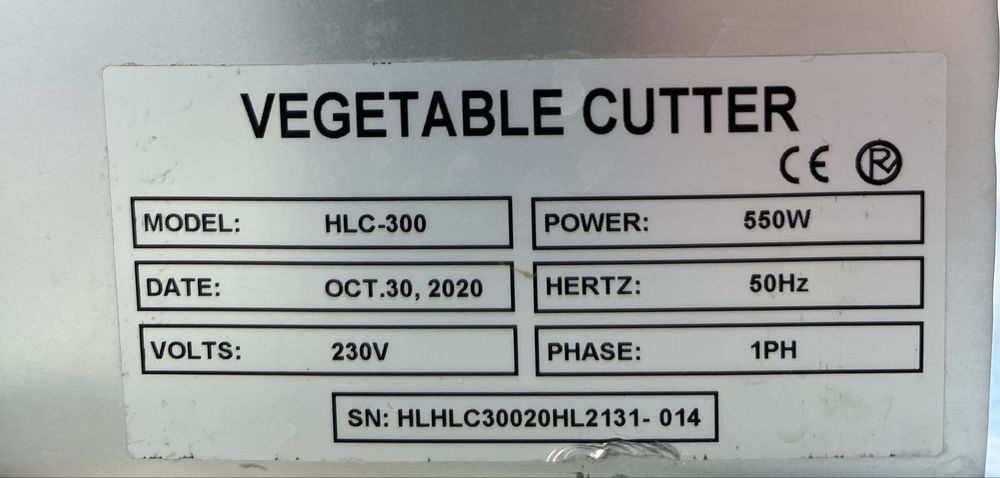 VEGETABLE CUTTER
CE ®
MODEL: HLC-300 POWER: 550W
DATE: OCT.30, 2020 HERTZ: 50Hz
VOLTS: 230V PHASE: 1PH
SN: HLHLC30020HL2131- 014